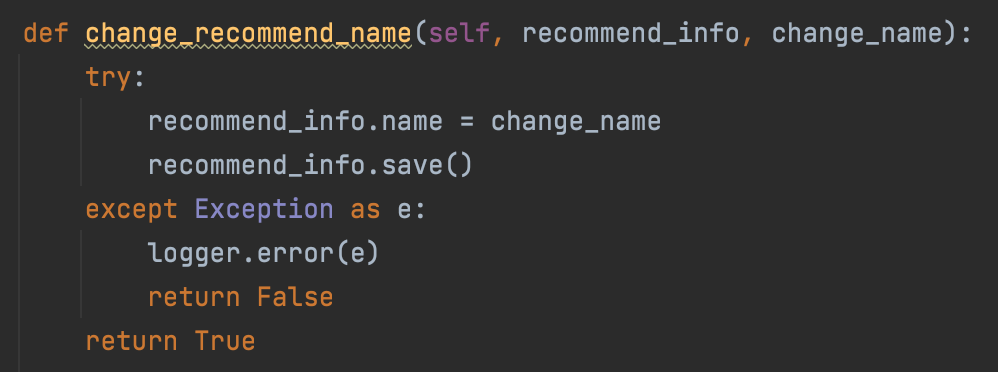 def change_recommend_name(self, recommend_info, change_name):
    try:
        recommend_info.name = change_name
        recommend_info.save()
    except Exception as e:
        logger.error(e)
        return False
    return True